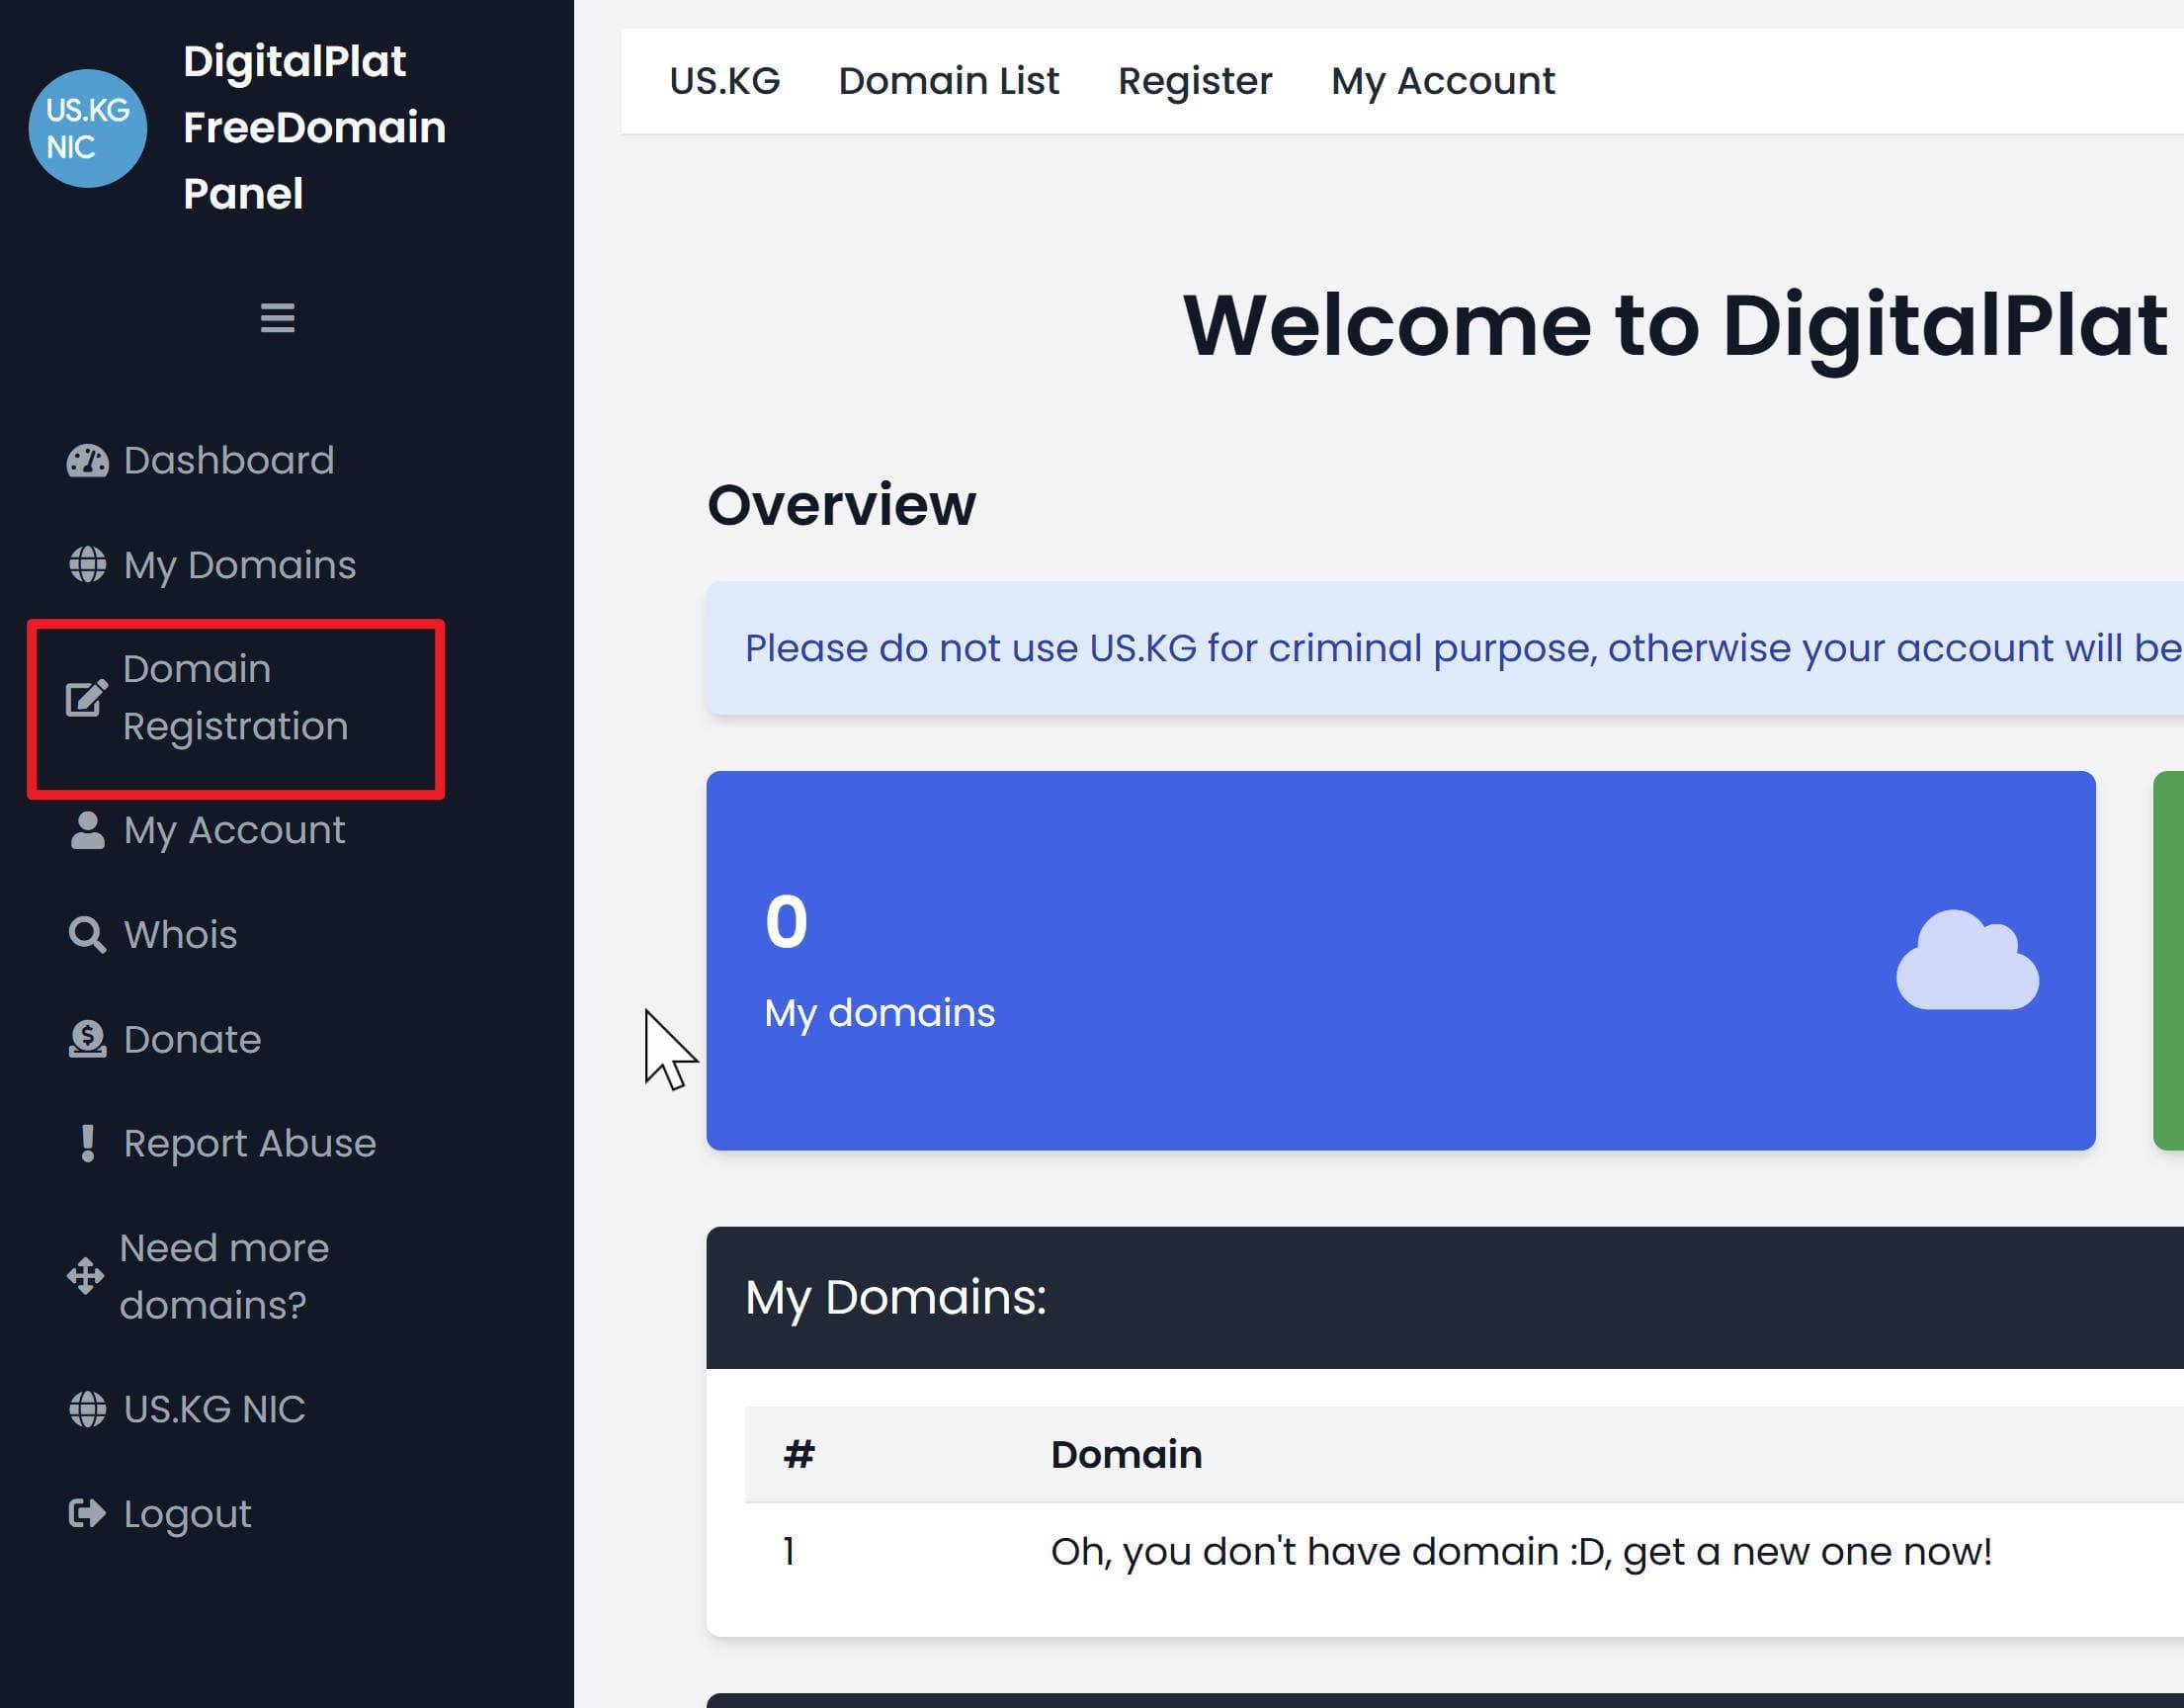 DigitalPlat
FreeDomain
Panel
US.KG
NIC
Dashboard
My Domains
Domain
Registration
My Account
Whois
Donate
Report Abuse
Need more
domains?
US.KG NIC
Logout
US.KG Domain List Register My Account
Welcome to DigitalPlat
Overview
Please do not use US.KG for criminal purpose, otherwise your account will be
0
My domains
My Domains:
# Domain
1 Oh, you don't have domain :D, get a new one now!